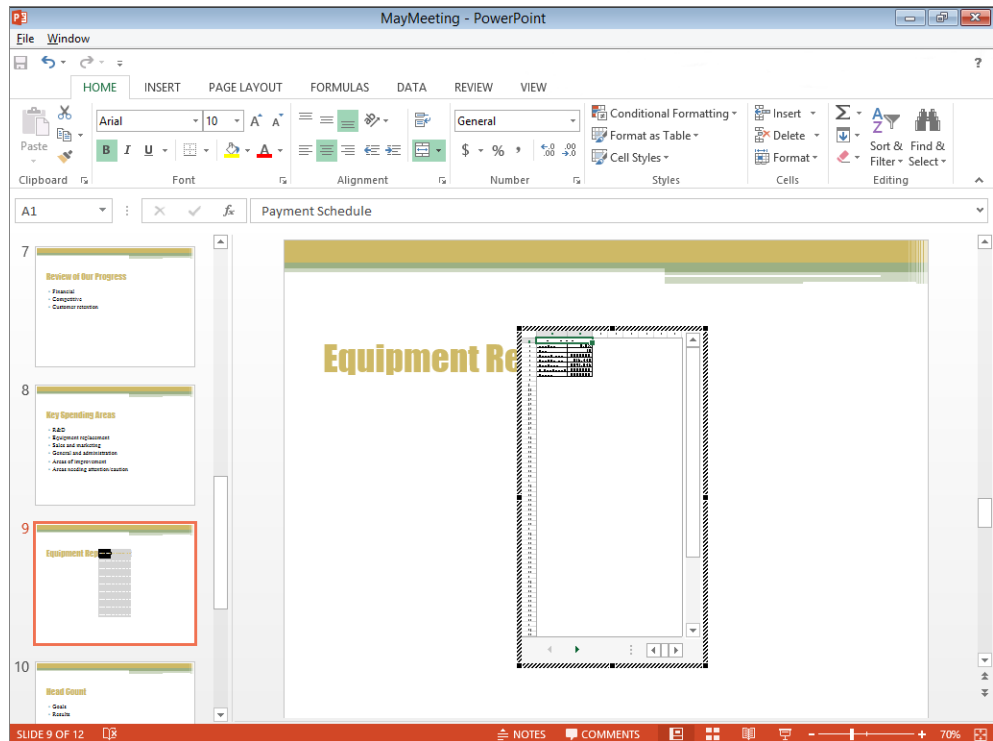 MayMeeting - PowerPoint
File Window
?
HOME INSERT PAGE LAYOUT FORMULAS DATA REVIEW VIEW
Arial 10 General Conditional Formatting Insert
Format as Table Delete
Paste B I U A $ % , Cell Styles Format Sort & Find &
Filter Select
Clipboard Font Alignment Number Styles Cells Editing
A1 fx Payment Schedule
7
Review of Our Progress
- Financial
- Competitive
- Customer retention
8
Key Spending Areas
- R&D
- Equipment replacement
- Sales and marketing
- General and administration
- Areas of improvement
- Areas needing attention/caution
9
Equipment Rep
10
Head Count
- Goals
- Results
Equipment Re
SLIDE 9 OF 12 NOTES COMMENTS 70%